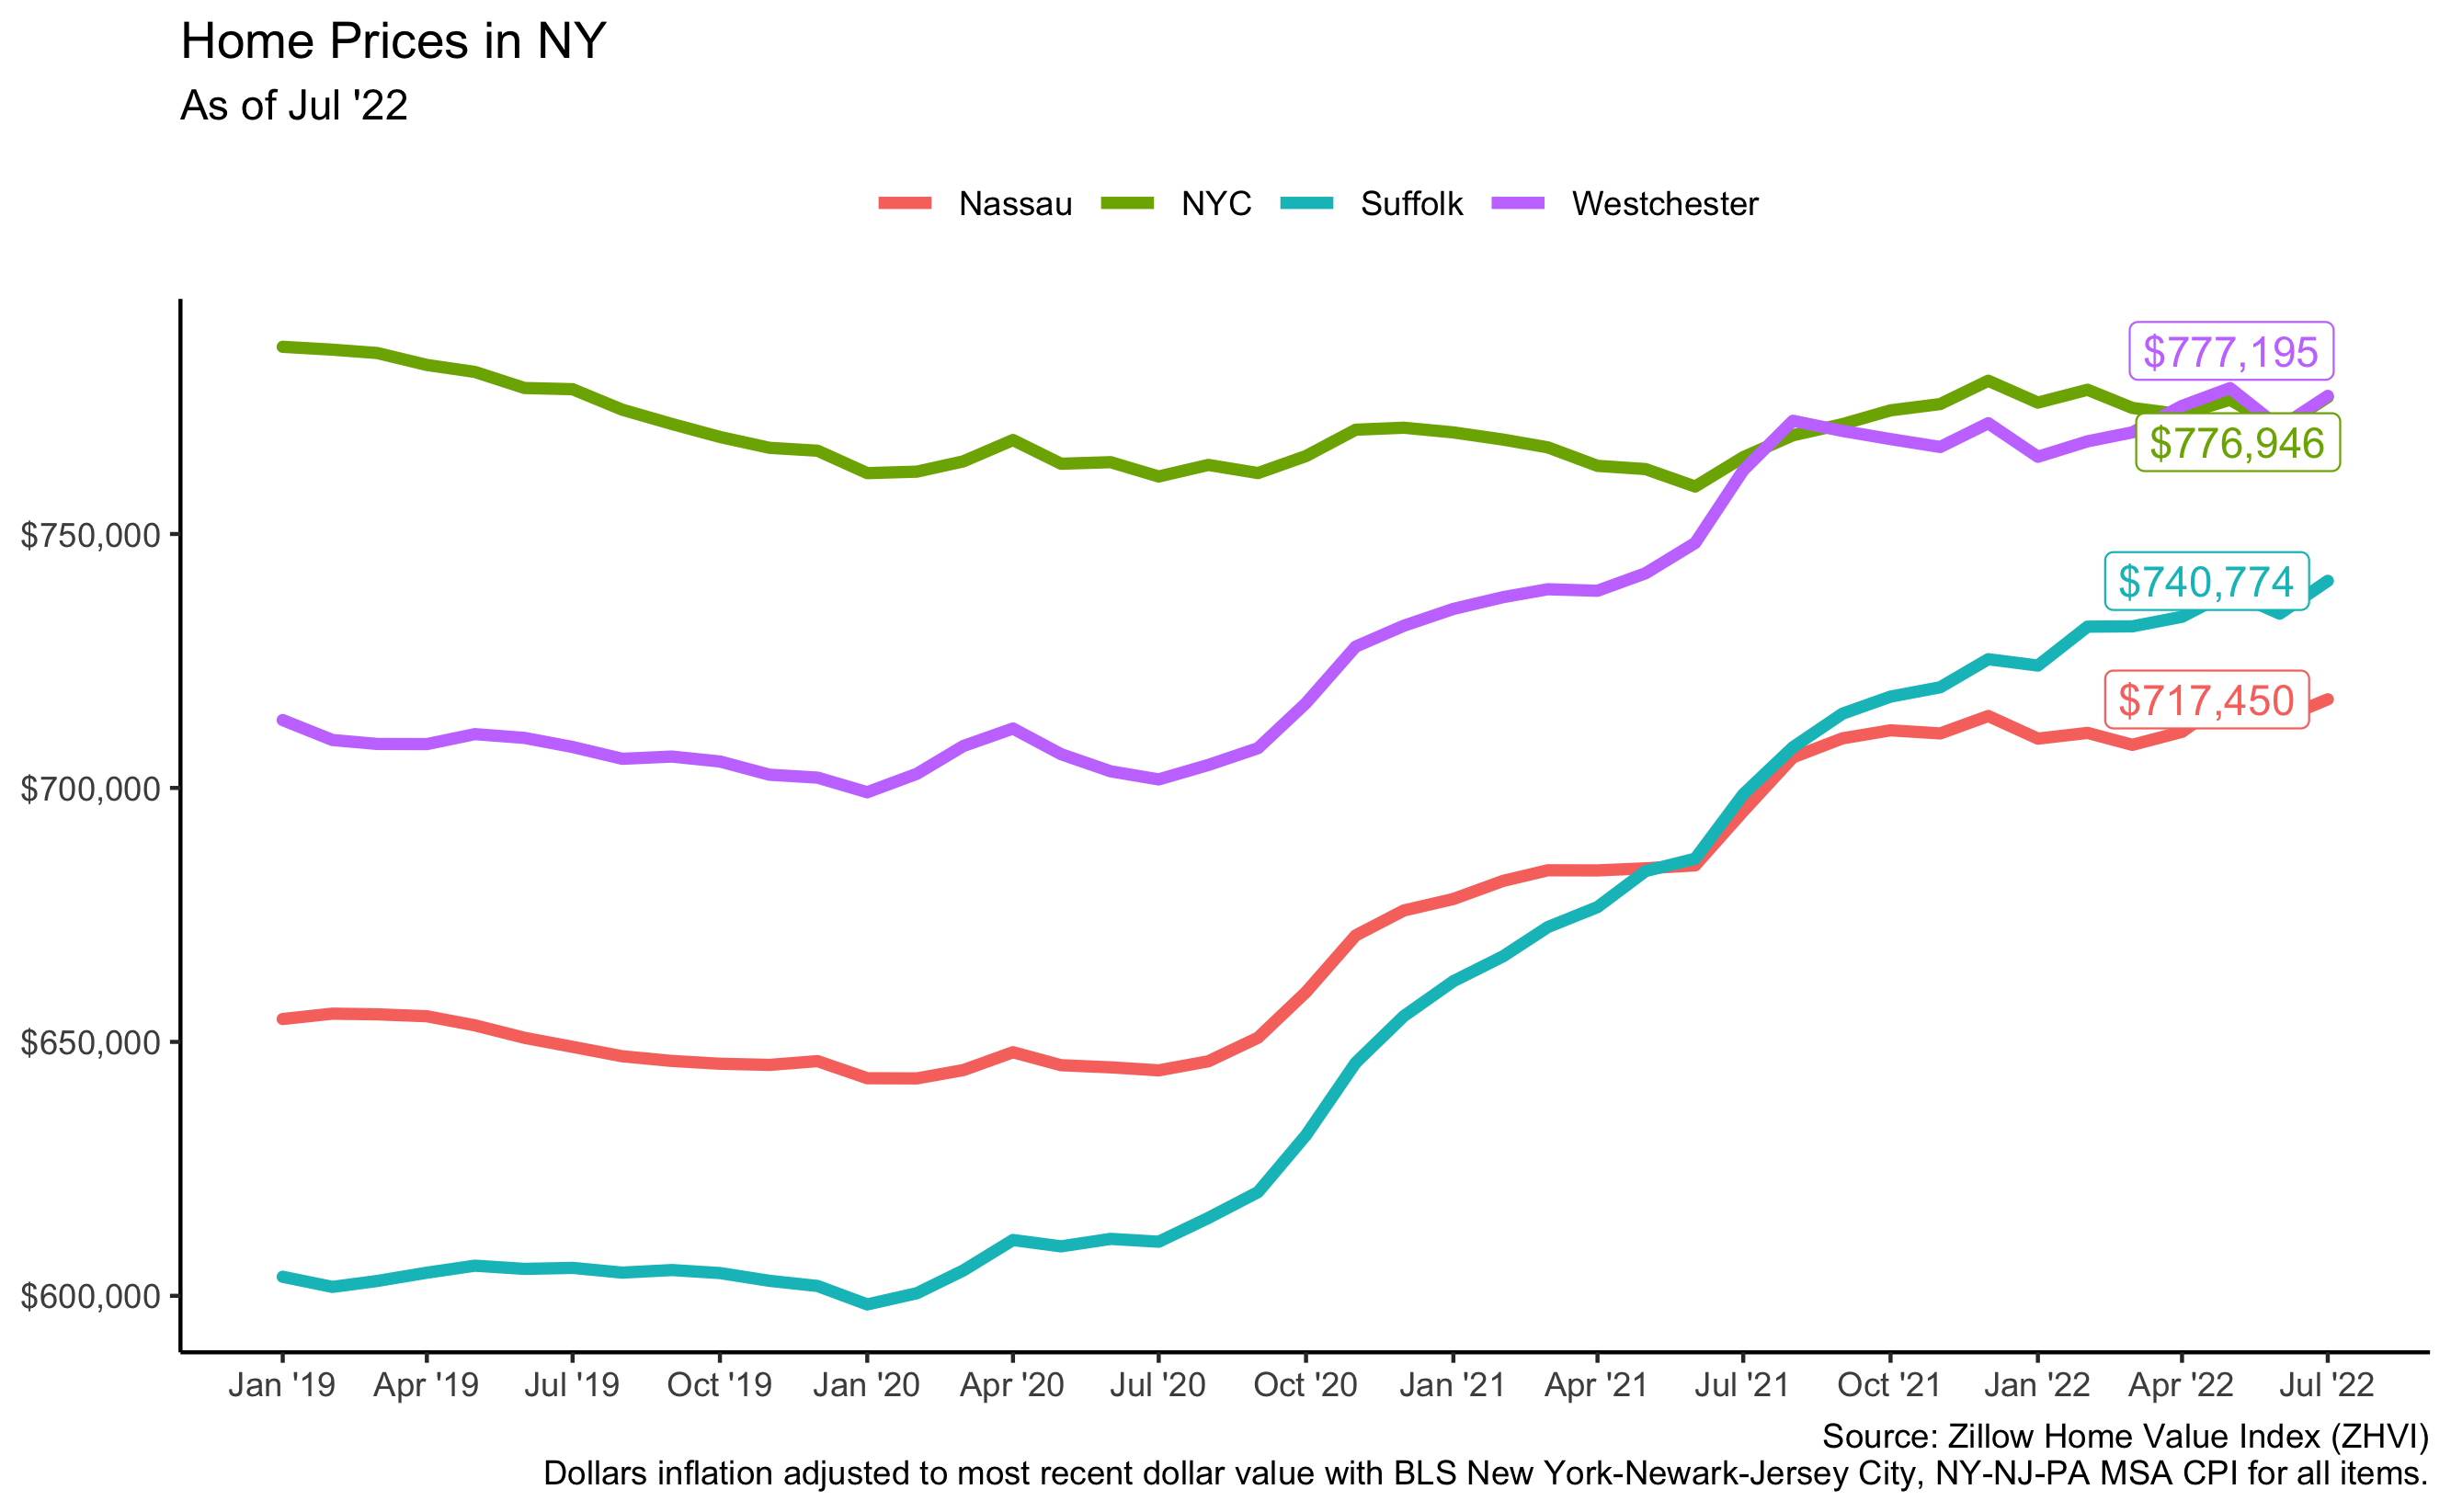 Home Prices in NY
As of Jul '22
Nassau NYC Suffolk Westchester
$777,195
$776,946
$750,000
$740,774
$717,450
$700,000
$650,000
$600,000
Jan '19 Apr '19 Jul '19 Oct '19 Jan '20 Apr '20 Jul '20 Oct '20 Jan '21 Apr '21 Jul '21 Oct '21 Jan '22 Apr '22 Jul '22
Source: Zillow Home Value Index (ZHVI)
Dollars inflation adjusted to most recent dollar value with BLS New York-Newark-Jersey City, NY-NJ-PA MSA CPI for all items.